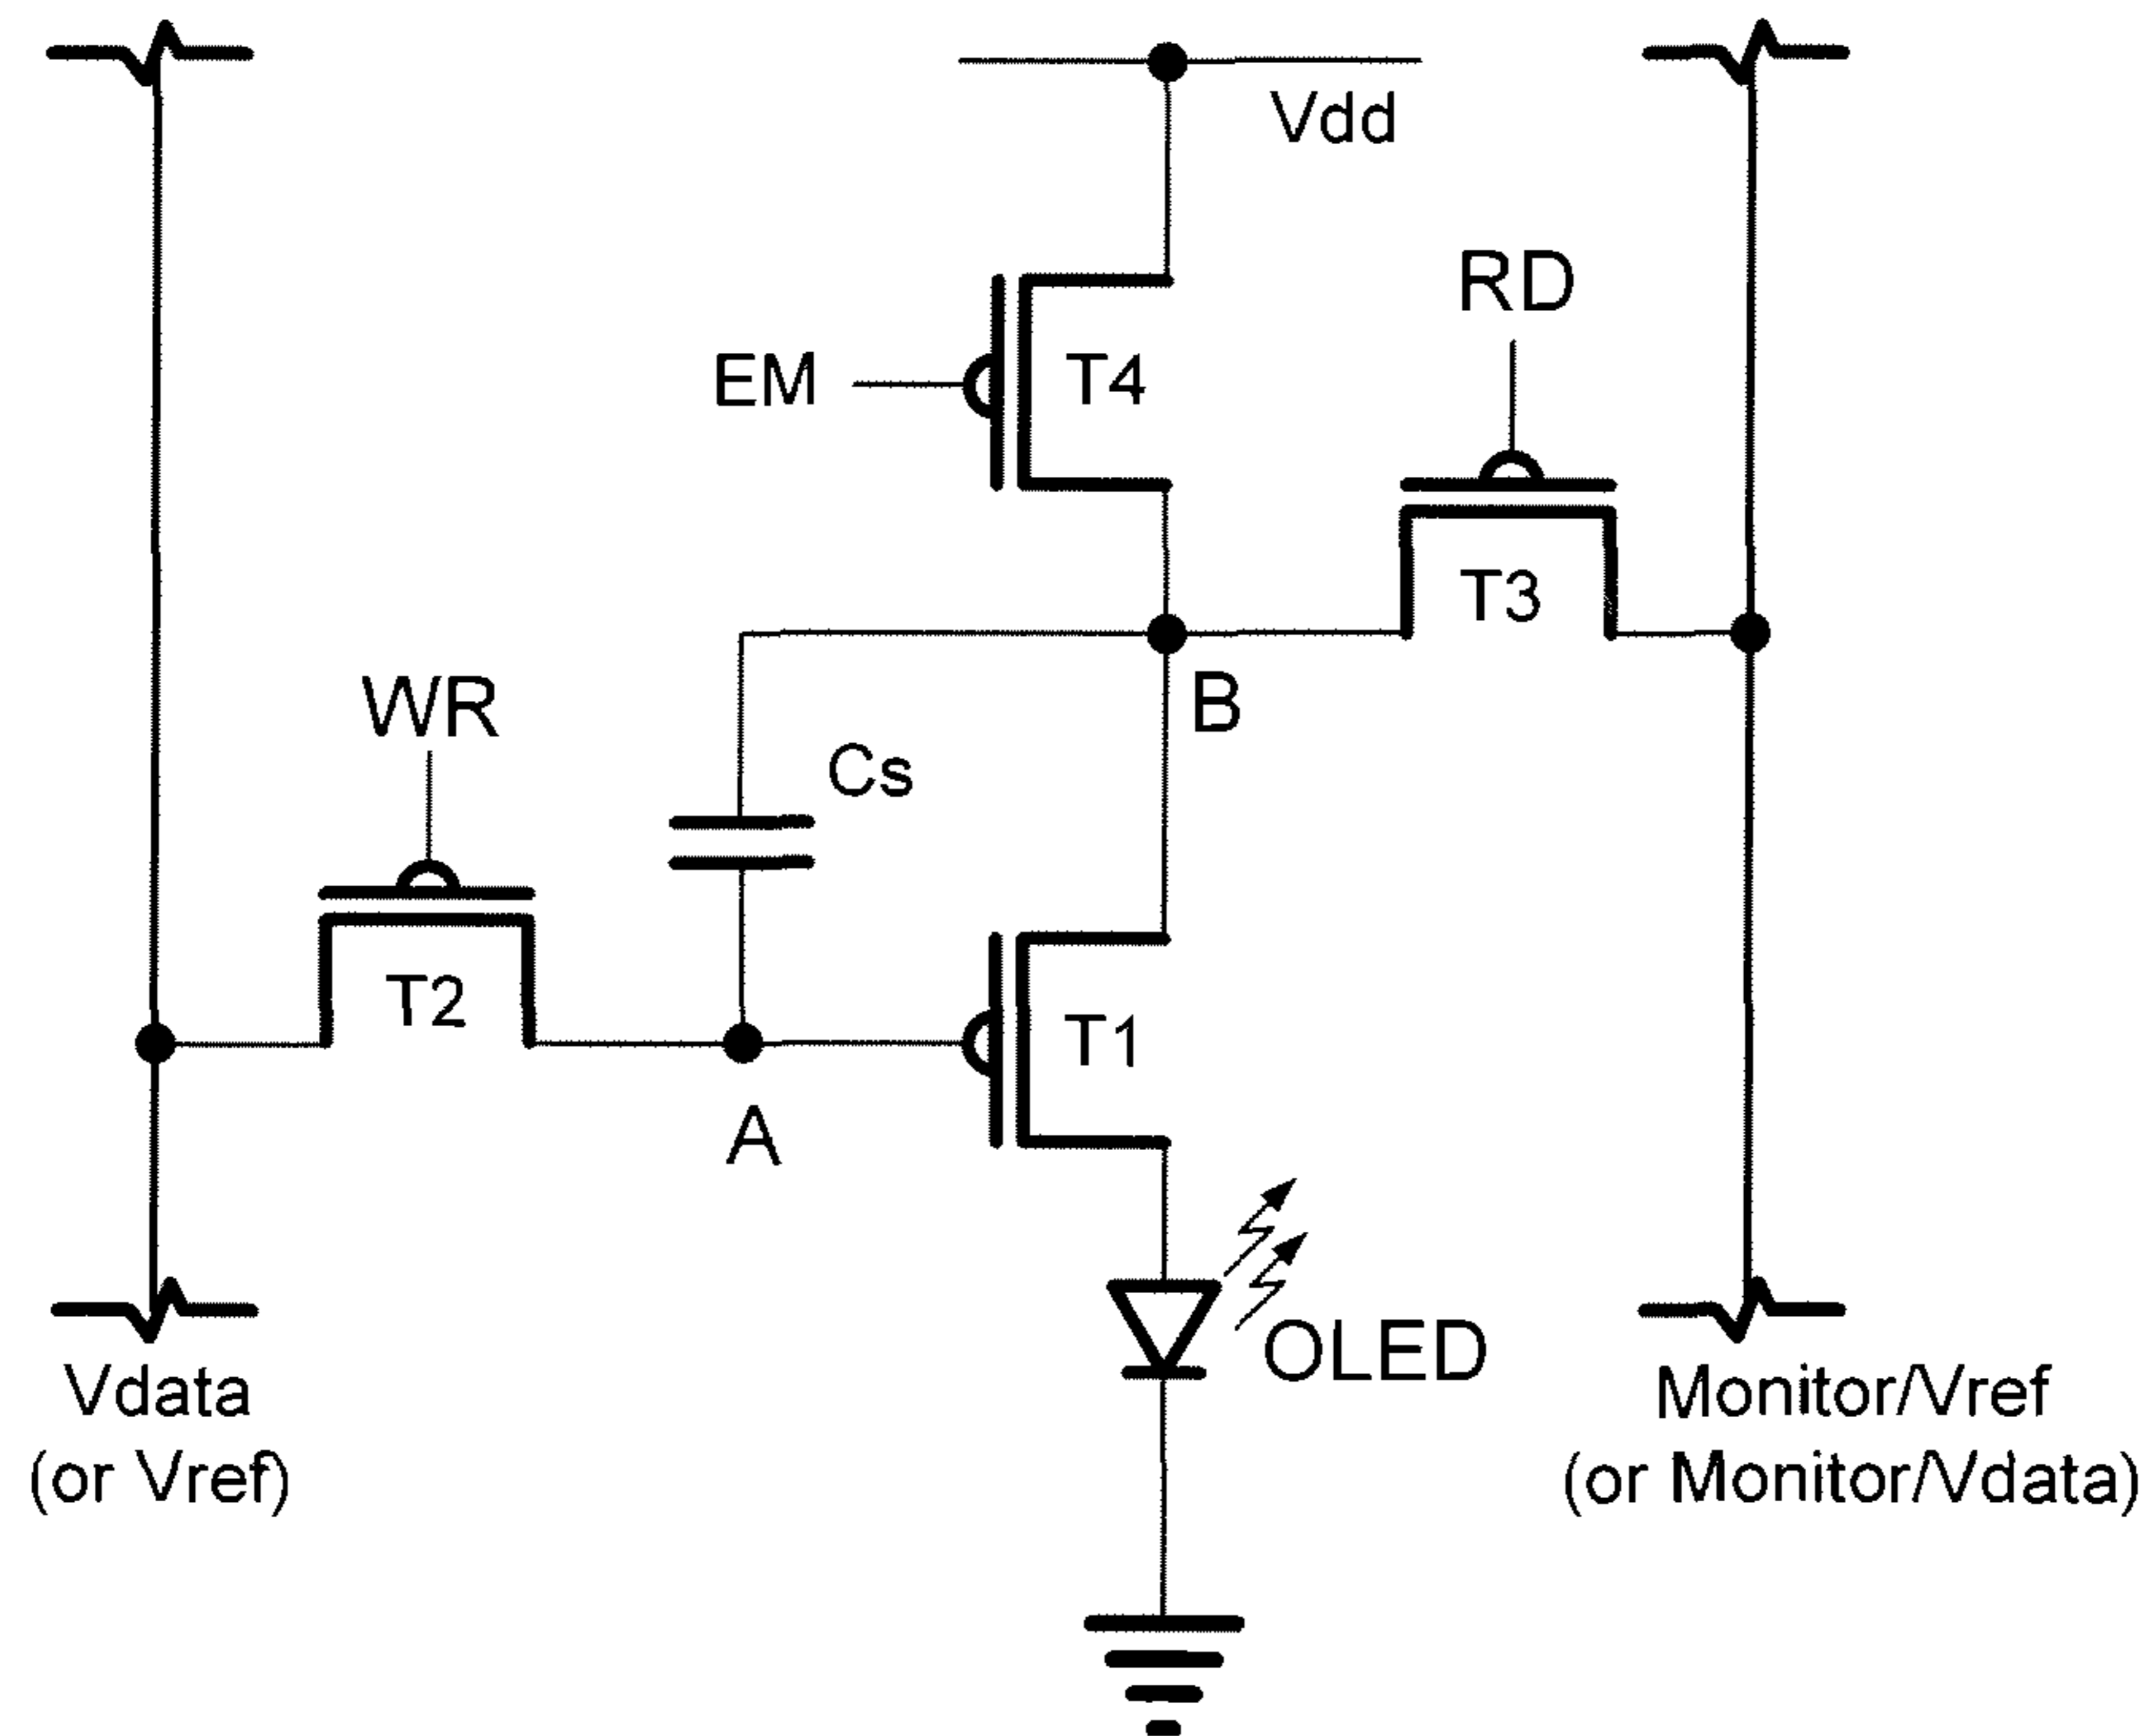 Vdd
RD
EM
T4
T3
WR
B
Cs
T2
T1
A
OLED
Vdata
(or Vref)
Monitor/Vref
(or Monitor/Vdata)